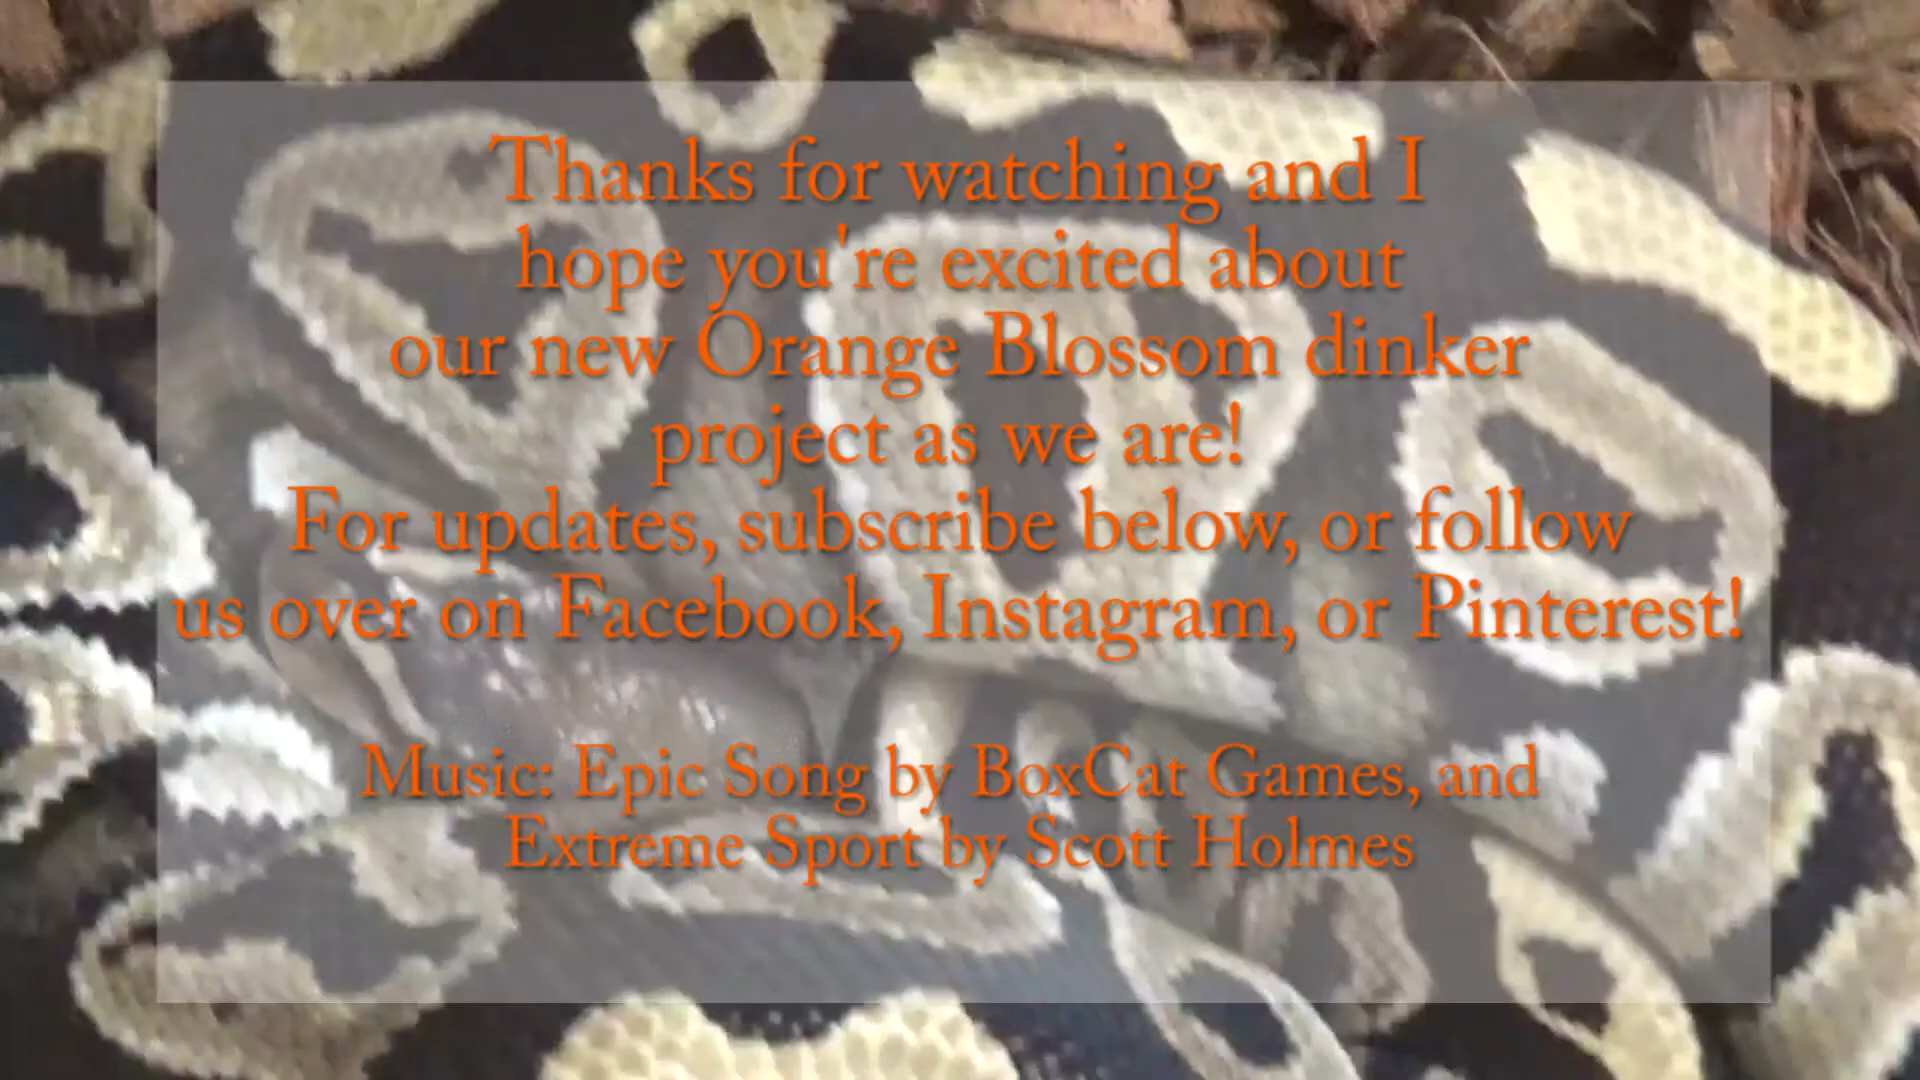 Thanks for watching and I
hope you're excited about
our new Orange Blossom dinker
project as we are!
For updates, subscribe below, or follow
us over on Facebook, Instagram, or Pinterest!
Music: Epic Song by BoxCat Games, and
Extreme Sport by Scott Holmes